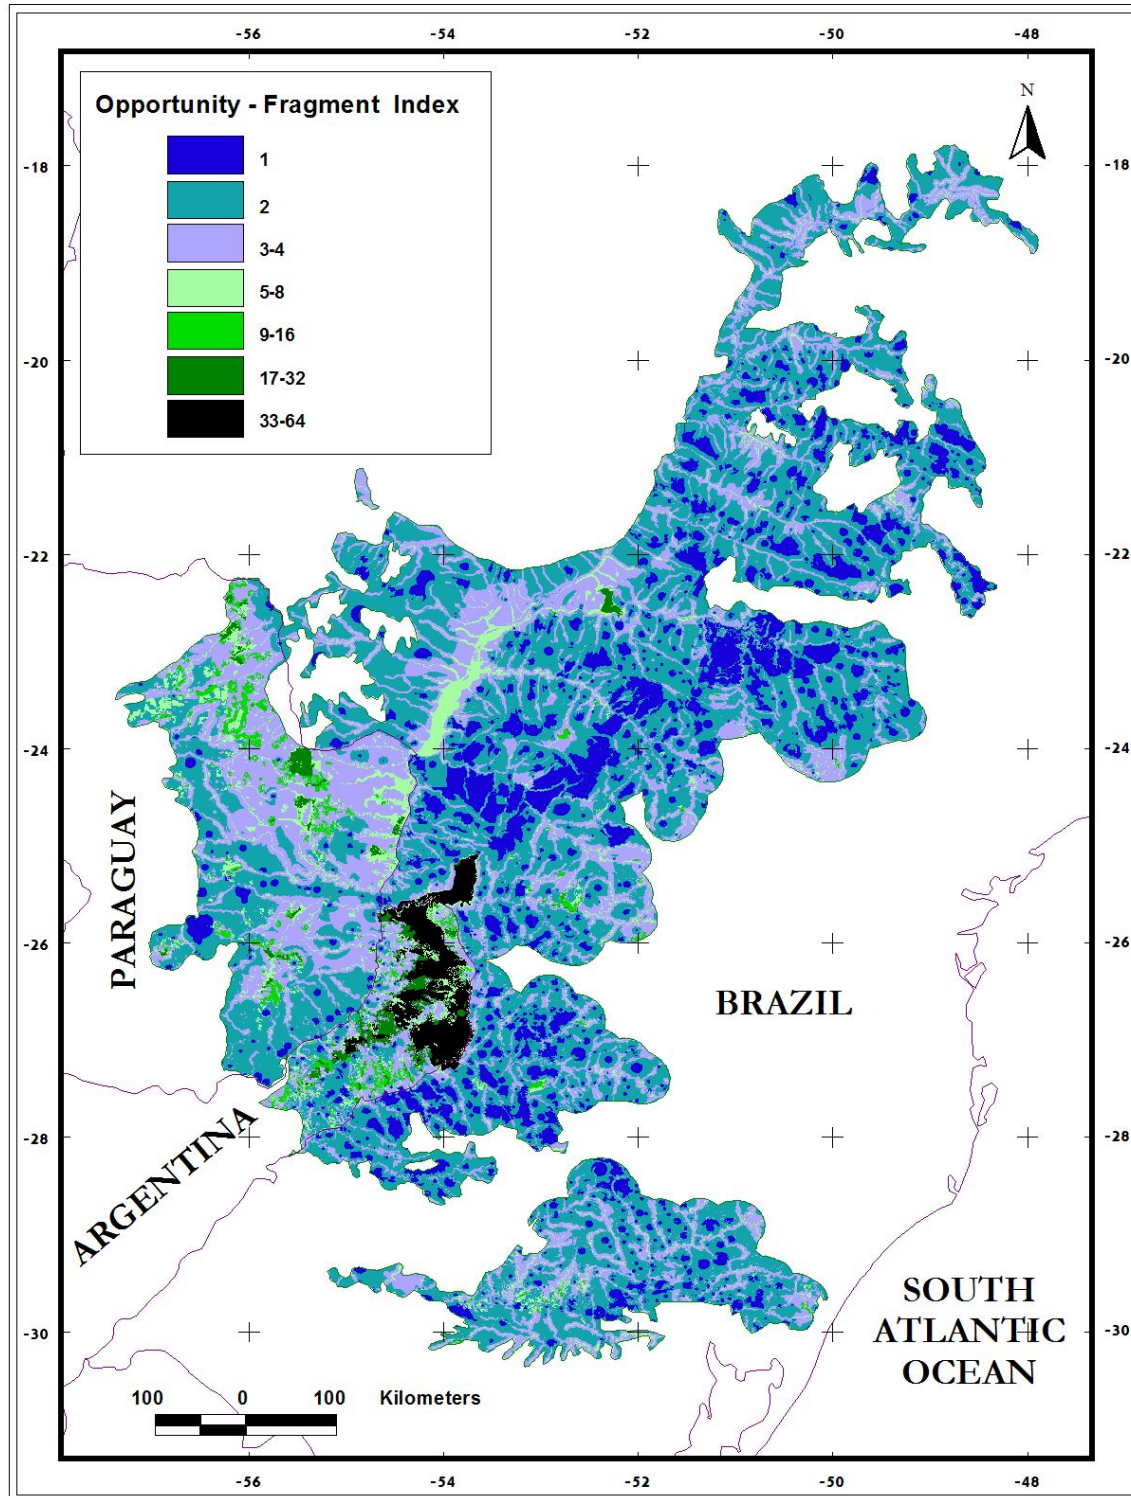 -56 -54 -52 -50 -48
N
Opportunity - Fragment Index
1
2
3-4
5-8
9-16
17-32
33-64
-18 -18
-20 -20
-22 -22
-24 -24
PARAGUAY
-26 -26
BRAZIL
ARGENTINA
-28 -28
SOUTH
ATLANTIC
OCEAN
-30 -30
100 0 100 Kilometers
-56 -54 -52 -50 -48